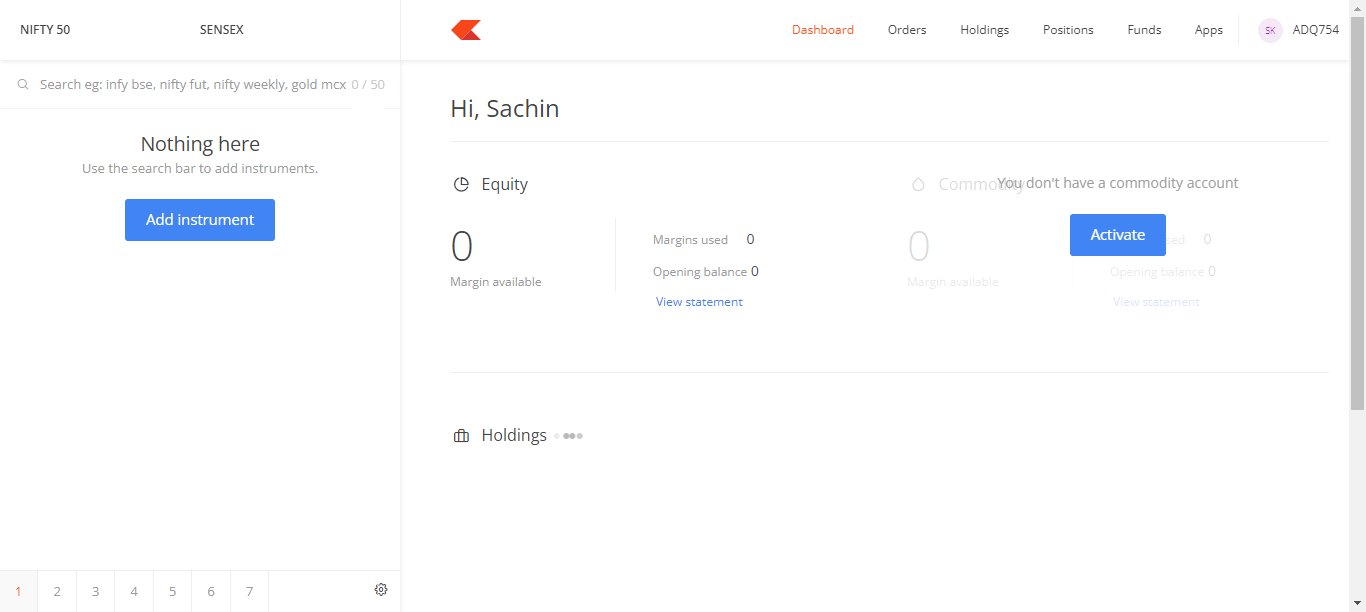 NIFTY 50 SENSEX
Dashboard Orders Holdings Positions Funds Apps SK ADQ754
Search eg: infy bse, nifty fut, nifty weekly, gold mcx 0 / 50
Nothing here
Use the search bar to add instruments.
Add instrument
1 2 3 4 5 6 7
Hi, Sachin
Equity
0
Margin available
Margins used 0
Opening balance 0
View statement
Commodity
You don't have a commodity account
Activate
0
Margin available
0
Opening balance 0
View statement
Holdings